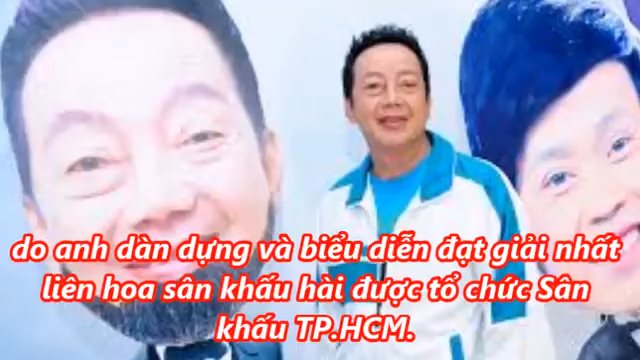 do anh dàn dựng và biểu diễn đạt giải nhất
liên hoa sân khấu hài được tổ chức Sân
khấu TP.HCM.